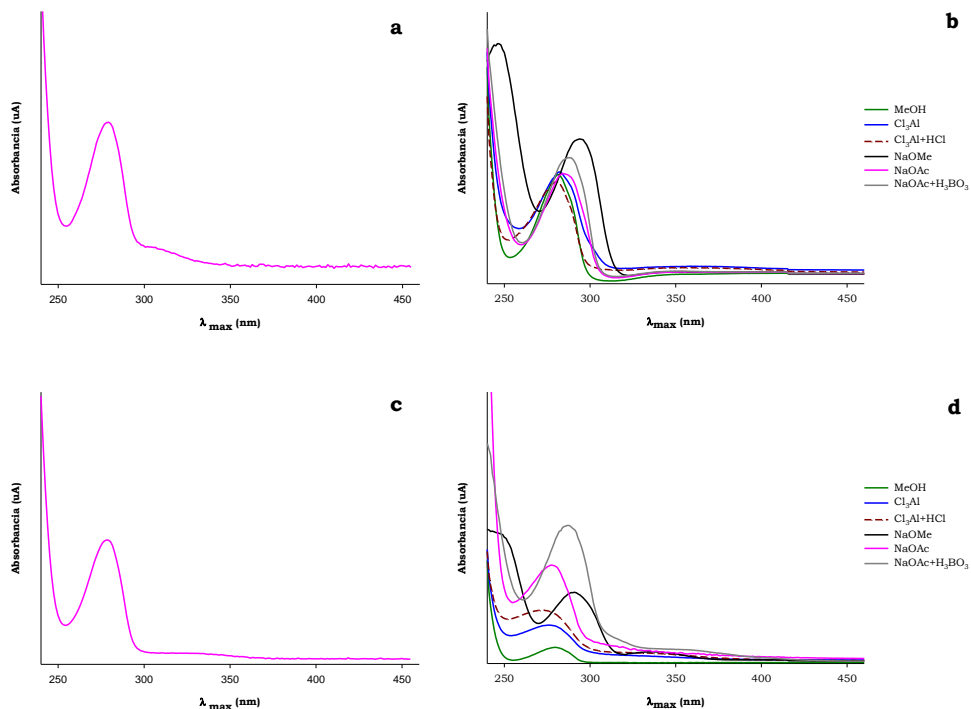 a
Absorbancia (uA)
250 300 350 400 450
λ max (nm)
b
Absorbancia (uA)
250 300 350 400 450
λmax (nm)
MeOH
Cl₃Al
Cl₃Al+HCl
NaOMe
NaOAc
NaOAc+H₃BO₃
c
Absorbancia (uA)
250 300 350 400 450
λ max (nm)
d
Absorbancia (uA)
250 300 350 400 450
λmax (nm)
MeOH
Cl₃Al
Cl₃Al+HCl
NaOMe
NaOAc
NaOAc+H₃BO₃